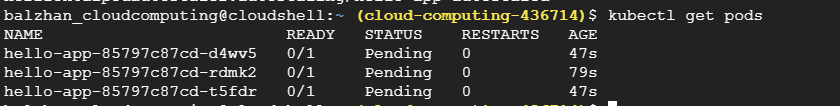 balzhan_cloudcomputing@cloudshell:~ (cloud-computing-436714)$ kubectl get pods
NAME READY STATUS RESTARTS AGE
hello-app-85797c87cd-d4wv5 0/1 Pending 0 47s
hello-app-85797c87cd-rdmk2 0/1 Pending 0 79s
hello-app-85797c87cd-t5fdr 0/1 Pending 0 47s